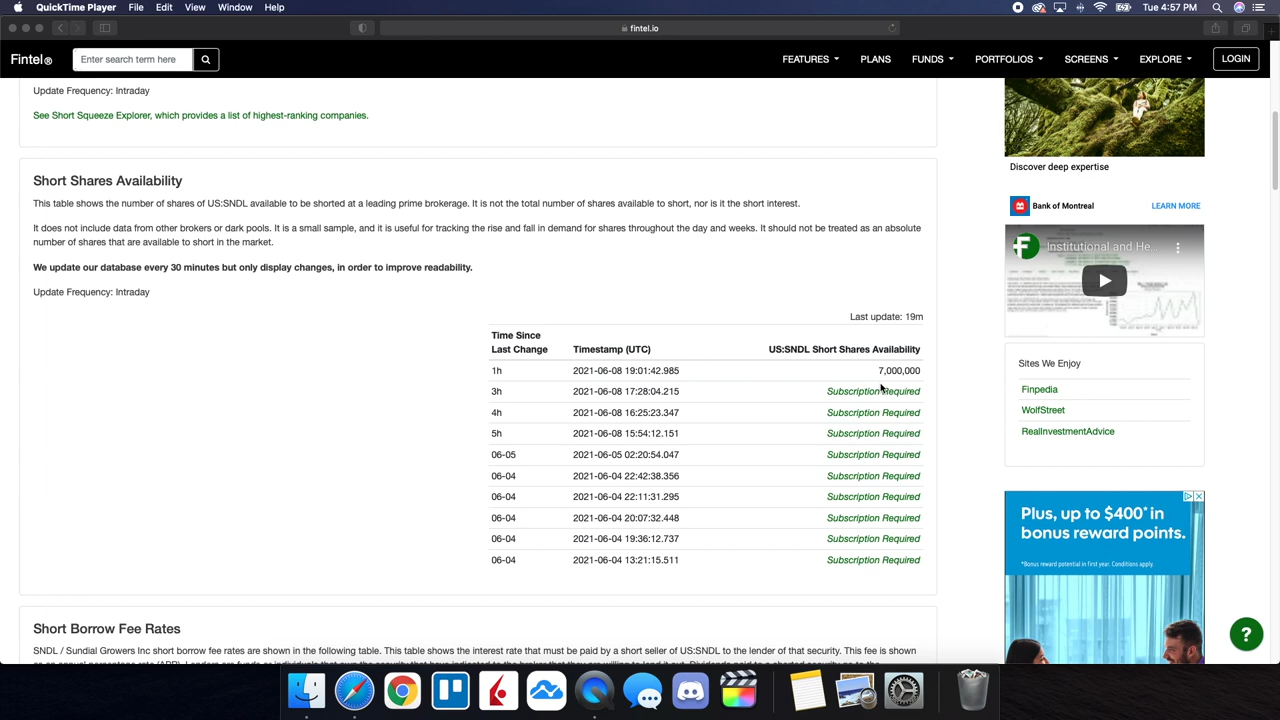 QuickTime Player File Edit View Window Help Tue 4:57 PM
fintel.io
Fintel® Enter search term here FEATURES PLANS FUNDS PORTFOLIOS SCREENS EXPLORE LOGIN
Update Frequency: Intraday
See Short Squeeze Explorer, which provides a list of highest-ranking companies.
Short Shares Availability
This table shows the number of shares of US:SNDL available to be shorted at a leading prime brokerage. It is not the total number of shares available to short, nor is it the short interest.
It does not include data from other brokers or dark pools. It is a small sample, and it is useful for tracking the rise and fall in demand for shares throughout the day and weeks. It should not be treated as an absolute
number of shares that are available to short in the market.
We update our database every 30 minutes but only display changes, in order to improve readability.
Update Frequency: Intraday
Last update: 19m
Time Since
Last Change Timestamp (UTC) US:SNDL Short Shares Availability
1h 2021-06-08 19:01:42.985 7,000,000
3h 2021-06-08 17:28:04.215 Subscription Required
4h 2021-06-08 16:25:23.347 Subscription Required
5h 2021-06-08 15:54:12.151 Subscription Required
06-05 2021-06-05 02:20:54.047 Subscription Required
06-04 2021-06-04 22:42:38.356 Subscription Required
06-04 2021-06-04 22:11:31.295 Subscription Required
06-04 2021-06-04 20:07:32.448 Subscription Required
06-04 2021-06-04 19:36:12.737 Subscription Required
06-04 2021-06-04 13:21:15.511 Subscription Required
Short Borrow Fee Rates
SNDL / Sundial Growers Inc short borrow fee rates are shown in the following table. This table shows the interest rate that must be paid by a short seller of US:SNDL to the lender of that security. This fee is shown
Discover deep expertise
Bank of Montreal LEARN MORE
Institutional and He...
Sites We Enjoy
Finpedia
WolfStreet
RealInvestmentAdvice
Plus, up to $400* in
bonus reward points.
*Bonus reward potential in first year. Conditions apply.
?